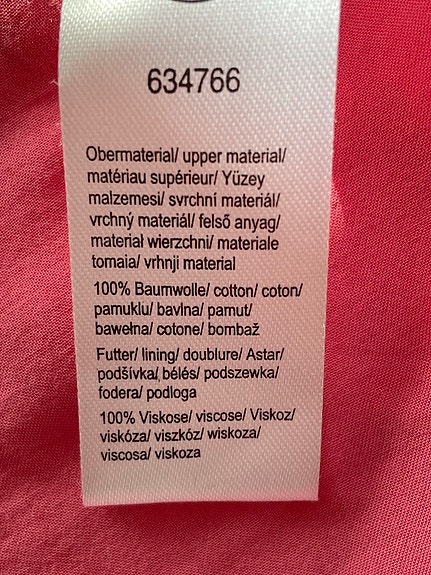 634766
Obermaterial/ upper material/
matériau supérieur/ Yüzey
malzemesi/ svrchní materiál/
vrchný materiál/ felső anyag/
materiał wierzchni/ materiale
tomaia/ vrhnji material
100% Baumwolle/ cotton/ coton/
pamuklu/ bavlna/ pamut/
bawełna/ cotone/ bombaž
Futter/ lining/ doublure/ Astar/
podšívka/ bélés/ podszewka/
fodera/ podloga
100% Viskose/ viscose/ Viskoz/
viskóza/ viszkóz/ wiskoza/
viscosa/ viskoza